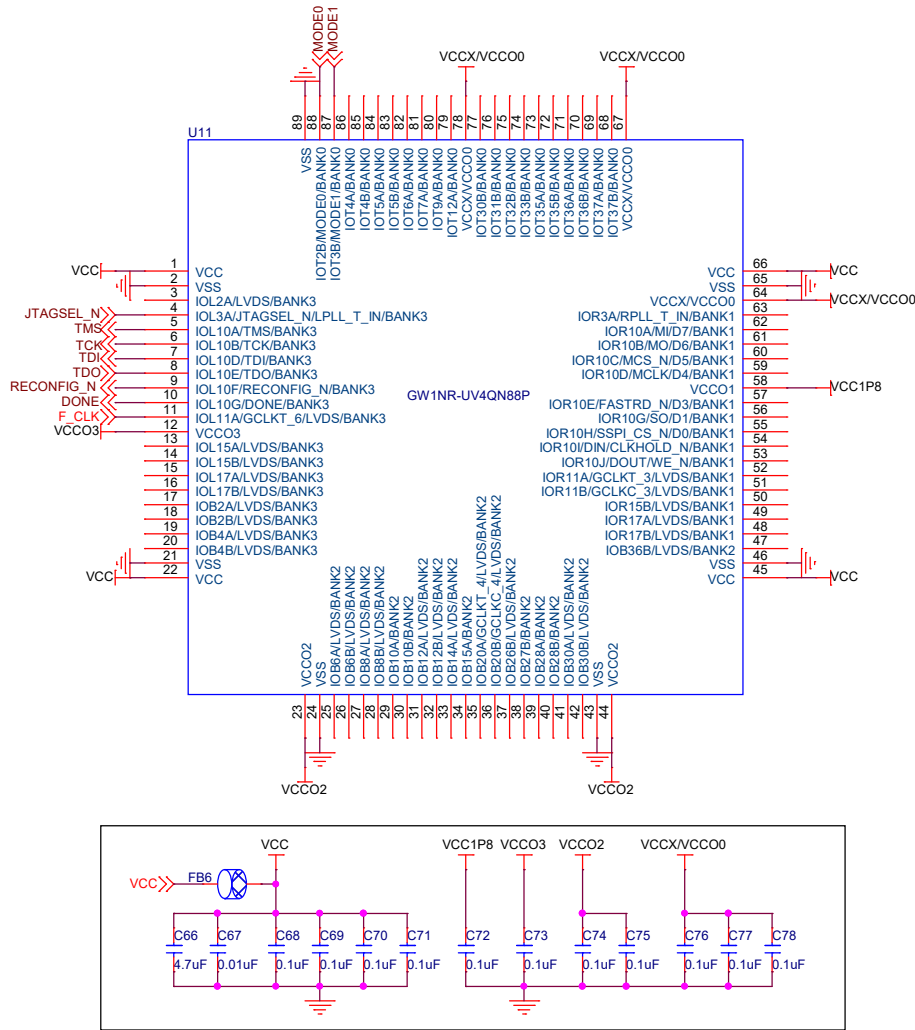 MODE0
MODE1
VCCX/VCCO0
VCCX/VCCO0
89
88
87
86
85
84
83
82
81
80
79
78
77
76
75
74
73
72
71
70
69
68
67
U11
VSS
IOT2B/MODE0/BANK0
IOT3B/MODE1/BANK0
IOT4A/BANK0
IOT4B/BANK0
IOT5A/BANK0
IOT5B/BANK0
IOT6A/BANK0
IOT7A/BANK0
IOT9A/BANK0
IOT12A/BANK0
VCCX/VCCO0
IOT30B/BANK0
IOT31B/BANK0
IOT32B/BANK0
IOT33B/BANK0
IOT35A/BANK0
IOT35B/BANK0
IOT36A/BANK0
IOT36B/BANK0
IOT37A/BANK0
IOT37B/BANK0
VCCX/VCCO0
VCC 1 VCC
2 VSS
3 IOL2A/LVDS/BANK3
JTAGSEL_N 4 IOL3A/JTAGSEL_N/LPLL_T_IN/BANK3
TMS 5 IOL10A/TMS/BANK3
TCK 6 IOL10B/TCK/BANK3
TDI 7 IOL10D/TDI/BANK3
TDO 8 IOL10E/TDO/BANK3
RECONFIG_N 9 IOL10F/RECONFIG_N/BANK3
DONE 10 IOL10G/DONE/BANK3
F_CLK 11 IOL11A/GCLKT_6/LVDS/BANK3
VCCO3 12 VCCO3
13 IOL15A/LVDS/BANK3
14 IOL15B/LVDS/BANK3
15 IOL17A/LVDS/BANK3
16 IOL17B/LVDS/BANK3
17 IOB2A/LVDS/BANK3
18 IOB2B/LVDS/BANK3
19 IOB4A/LVDS/BANK3
20 IOB4B/LVDS/BANK3
21 VSS
VCC 22 VCC
GW1NR-UV4QN88P
VCC 66 VCC
VSS 65
VCCX/VCCO0 64 VCCX/VCCO0
IOR3A/RPLL_T_IN/BANK1 63
IOR10A/MI/D7/BANK1 62
IOR10B/MO/D6/BANK1 61
IOR10C/MCS_N/D5/BANK1 60
IOR10D/MCLK/D4/BANK1 59
VCCO1 58 VCC1P8
IOR10E/FASTRD_N/D3/BANK1 57
IOR10G/SO/D1/BANK1 56
IOR10H/SSPI_CS_N/D0/BANK1 55
IOR10I/DIN/CLKHOLD_N/BANK1 54
IOR10J/DOUT/WE_N/BANK1 53
IOR11A/GCLKT_3/LVDS/BANK1 52
IOR11B/GCLKC_3/LVDS/BANK1 51
IOR15B/LVDS/BANK1 50
IOR17A/LVDS/BANK1 49
IOR17B/LVDS/BANK1 48
IOB36B/LVDS/BANK2 47
VSS 46
VCC 45 VCC
VCCO2
VSS
IOB6A/LVDS/BANK2
IOB6B/LVDS/BANK2
IOB8A/LVDS/BANK2
IOB8B/LVDS/BANK2
IOB10A/BANK2
IOB10B/BANK2
IOB12A/LVDS/BANK2
IOB12B/LVDS/BANK2
IOB14A/LVDS/BANK2
IOB15A/BANK2
IOB20A/GCLKT_4/LVDS/BANK2
IOB20B/GCLKC_4/LVDS/BANK2
IOB26B/LVDS/BANK2
IOB27B/BANK2
IOB28A/BANK2
IOB28B/BANK2
IOB30A/LVDS/BANK2
IOB30B/LVDS/BANK2
VSS
VCCO2
23
24
25
26
27
28
29
30
31
32
33
34
35
36
37
38
39
40
41
42
43
44
VCCO2
VCCO2
VCC VCC1P8 VCCO3 VCCO2 VCCX/VCCO0
VCC FB6
C66 C67 C68 C69 C70 C71 C72 C73 C74 C75 C76 C77 C78
4.7uF 0.01uF 0.1uF 0.1uF 0.1uF 0.1uF 0.1uF 0.1uF 0.1uF 0.1uF 0.1uF 0.1uF 0.1uF